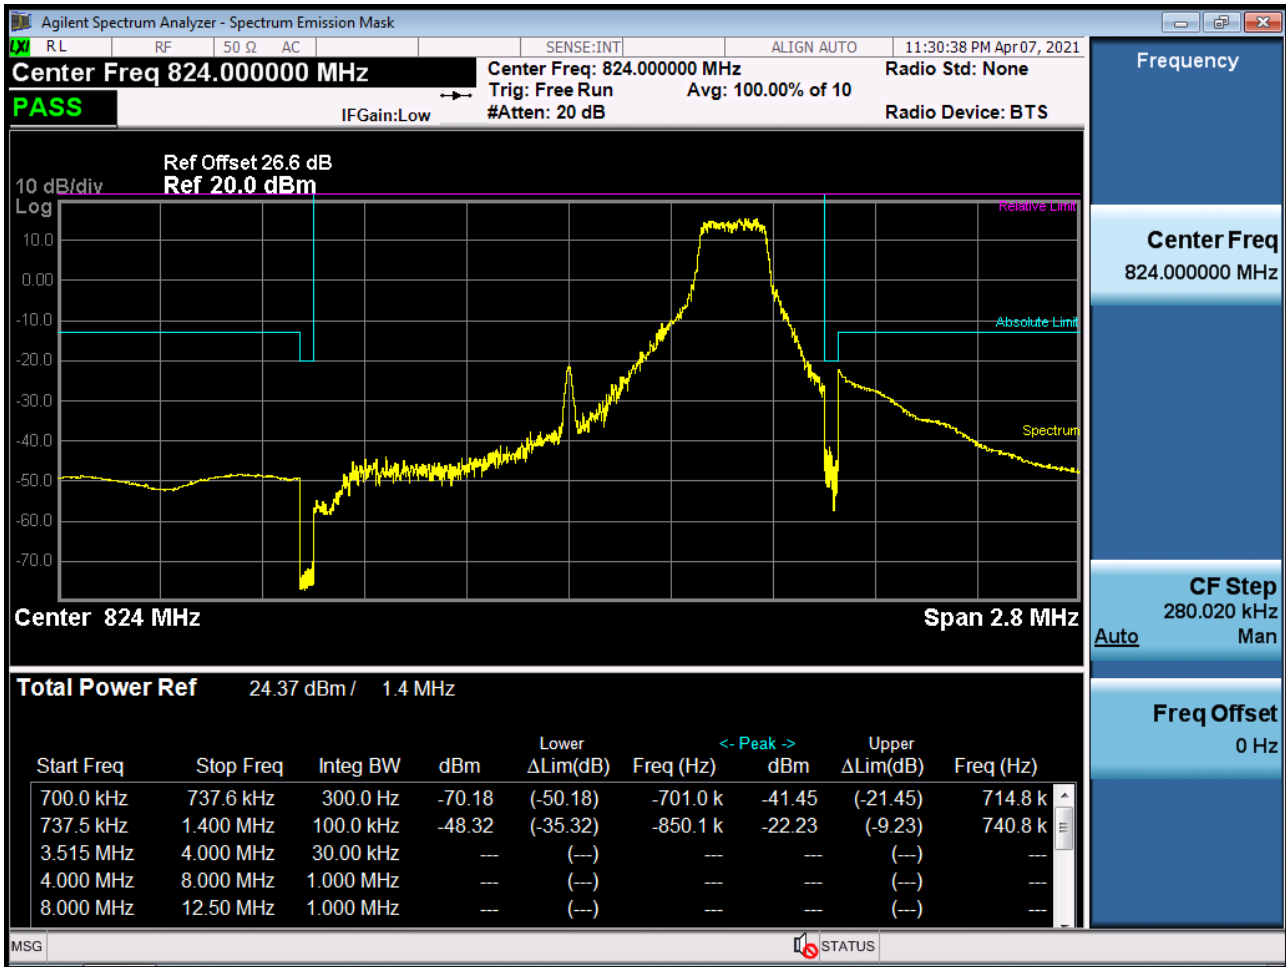 Agilent Spectrum Analyzer - Spectrum Emission Mask
LXI RL RF 50 Ω AC SENSE:INT ALIGN AUTO 11:30:38 PM Apr 07, 2021
Center Freq 824.000000 MHz
Center Freq: 824.000000 MHz Radio Std: None
Trig: Free Run Avg: 100.00% of 10
PASS
IFGain:Low #Atten: 20 dB Radio Device: BTS
Ref Offset 26.6 dB
10 dB/div Ref 20.0 dBm
Log
Relative Limit
10.0
0.00
-10.0
Absolute Limit
-20.0
-30.0
Spectrum
-40.0
-50.0
-60.0
-70.0
Center 824 MHz Span 2.8 MHz
Total Power Ref 24.37 dBm / 1.4 MHz
Lower <- Peak -> Upper
Start Freq Stop Freq Integ BW dBm ΔLim(dB) Freq (Hz) dBm ΔLim(dB) Freq (Hz)
700.0 kHz 737.6 kHz 300.0 Hz -70.18 (-50.18) -701.0 k -41.45 (-21.45) 714.8 k
737.5 kHz 1.400 MHz 100.0 kHz -48.32 (-35.32) -850.1 k -22.23 (-9.23) 740.8 k
3.515 MHz 4.000 MHz 30.00 kHz --- (---) --- --- (---) ---
4.000 MHz 8.000 MHz 1.000 MHz --- (---) --- --- (---) ---
8.000 MHz 12.50 MHz 1.000 MHz --- (---) --- --- (---) ---
MSG STATUS
Frequency
Center Freq
824.000000 MHz
CF Step
280.020 kHz
Auto Man
Freq Offset
0 Hz